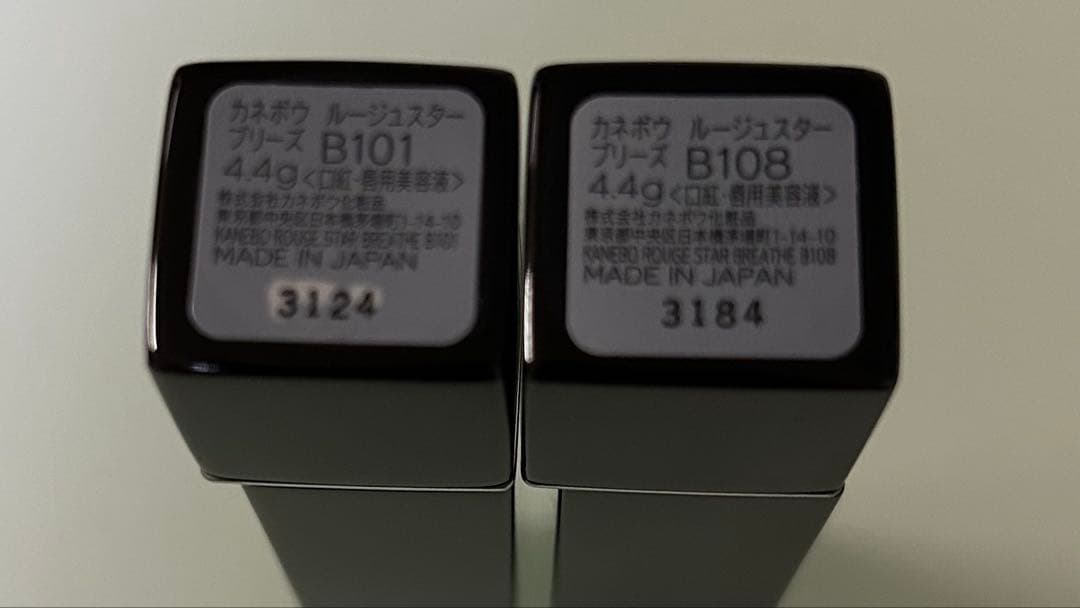 カネボウ ルージュスター
ブリーズ B101
4.4g<口紅・唇用美容液>
株式会社カネボウ化粧品
東京都中央区日本橋茅場町1-14-10
KANEBO ROUGE STAR BREATHE B101
MADE IN JAPAN
3124
カネボウ ルージュスター
ブリーズ B108
4.4g<口紅・唇用美容液>
株式会社カネボウ化粧品
東京都中央区日本橋茅場町1-14-10
KANEBO ROUGE STAR BREATHE B108
MADE IN JAPAN
3184